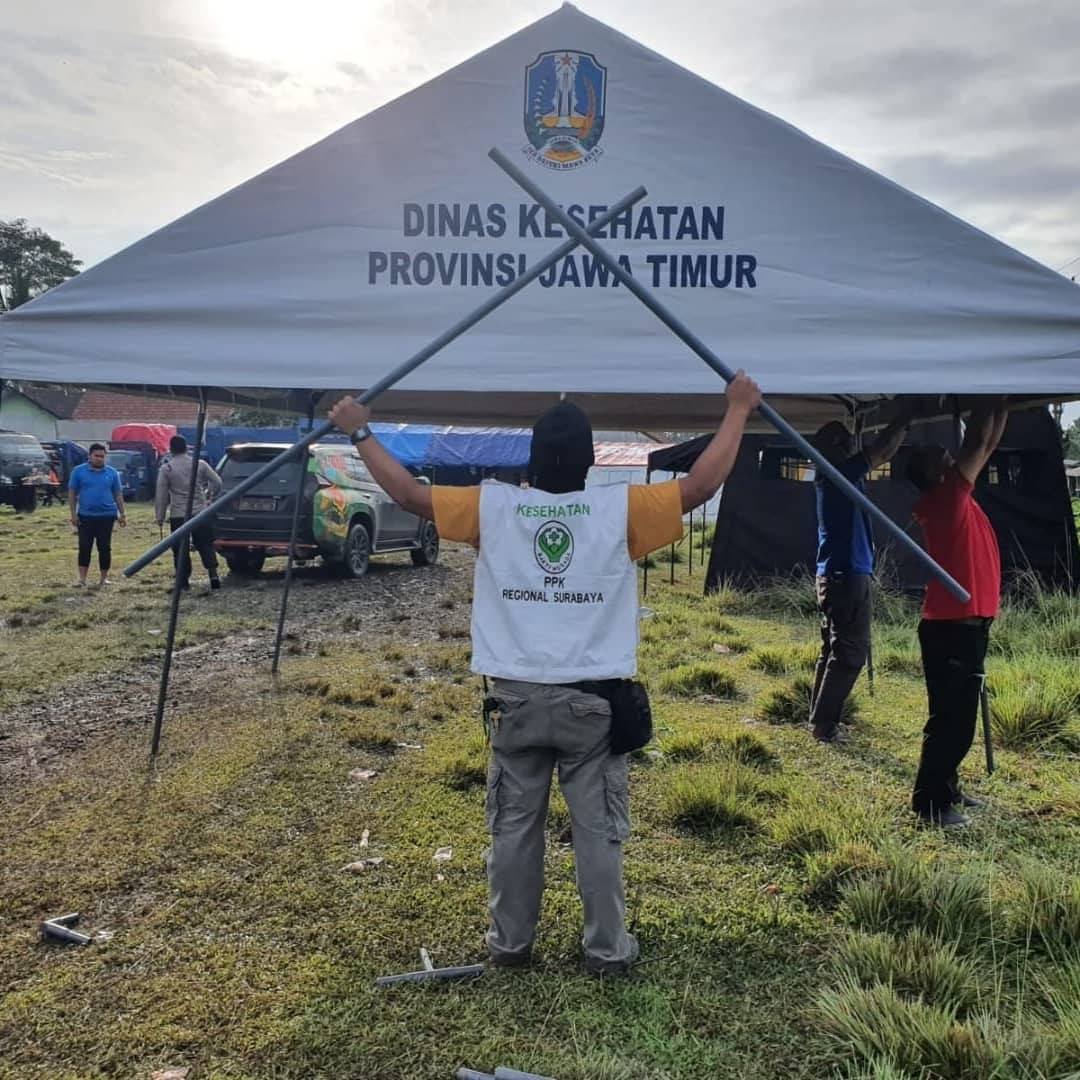 DINAS KESEHATAN
PROVINSI JAWA TIMUR
KESEHATAN
PPK
REGIONAL SURABAYA